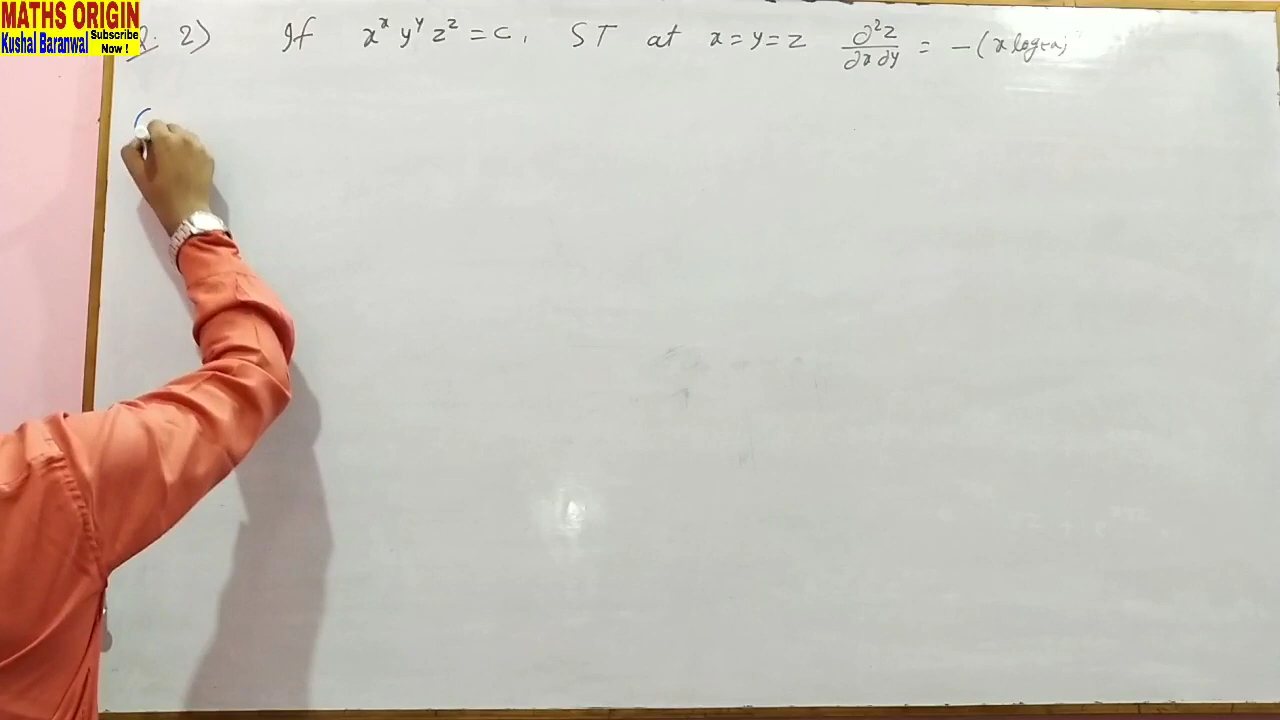 MATHS ORIGIN
Kushal Baranwal Subscribe Now !
Q. 2) If x^x y^y z^z = c, ST at x = y = z ∂²z/∂x∂y = -(x log ex)